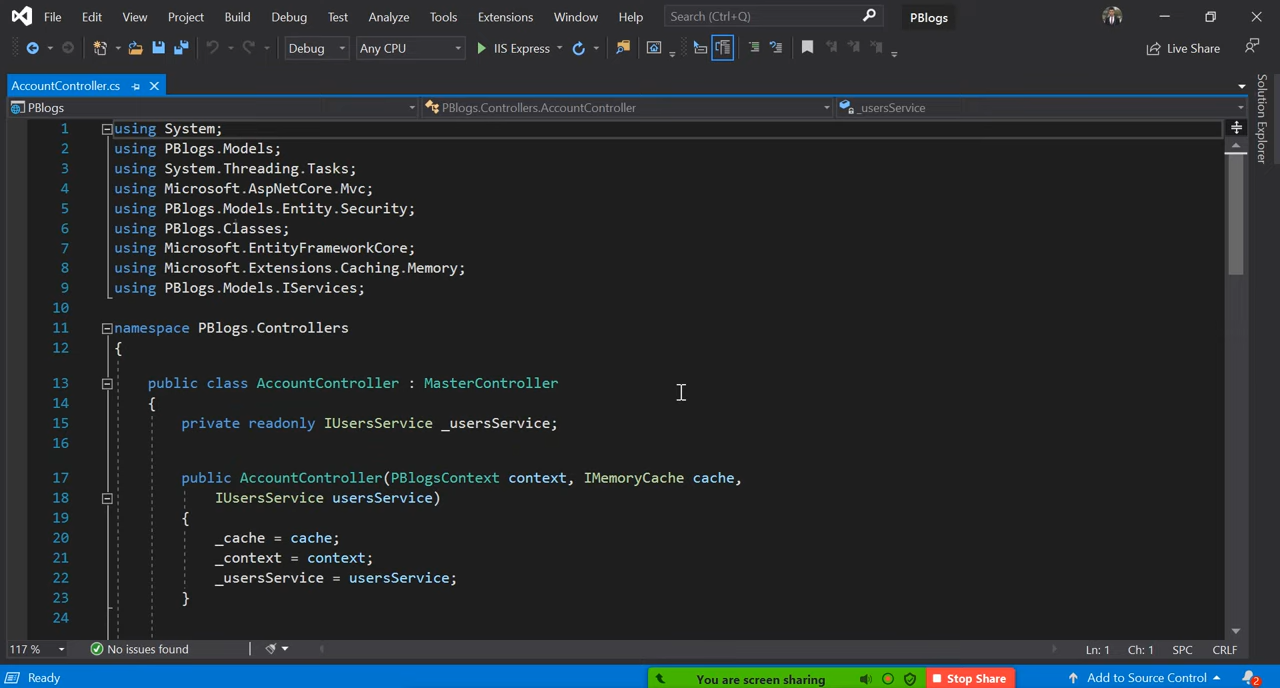 File Edit View Project Build Debug Test Analyze Tools Extensions Window Help Search (Ctrl+Q) PBlogs
Debug Any CPU IIS Express Live Share
AccountController.cs
PBlogs PBlogs.Controllers.AccountController _usersService
Solution Explorer
1 using System;
2 using PBlogs.Models;
3 using System.Threading.Tasks;
4 using Microsoft.AspNetCore.Mvc;
5 using PBlogs.Models.Entity.Security;
6 using PBlogs.Classes;
7 using Microsoft.EntityFrameworkCore;
8 using Microsoft.Extensions.Caching.Memory;
9 using PBlogs.Models.IServices;
10
11 namespace PBlogs.Controllers
12 {
13 public class AccountController : MasterController
14 {
15 private readonly IUsersService _usersService;
16
17 public AccountController(PBlogsContext context, IMemoryCache cache,
18 IUsersService usersService)
19 {
20 _cache = cache;
21 _context = context;
22 _usersService = usersService;
23 }
24
117 % No issues found Ln: 1 Ch: 1 SPC CRLF
Ready You are screen sharing Stop Share Add to Source Control 2